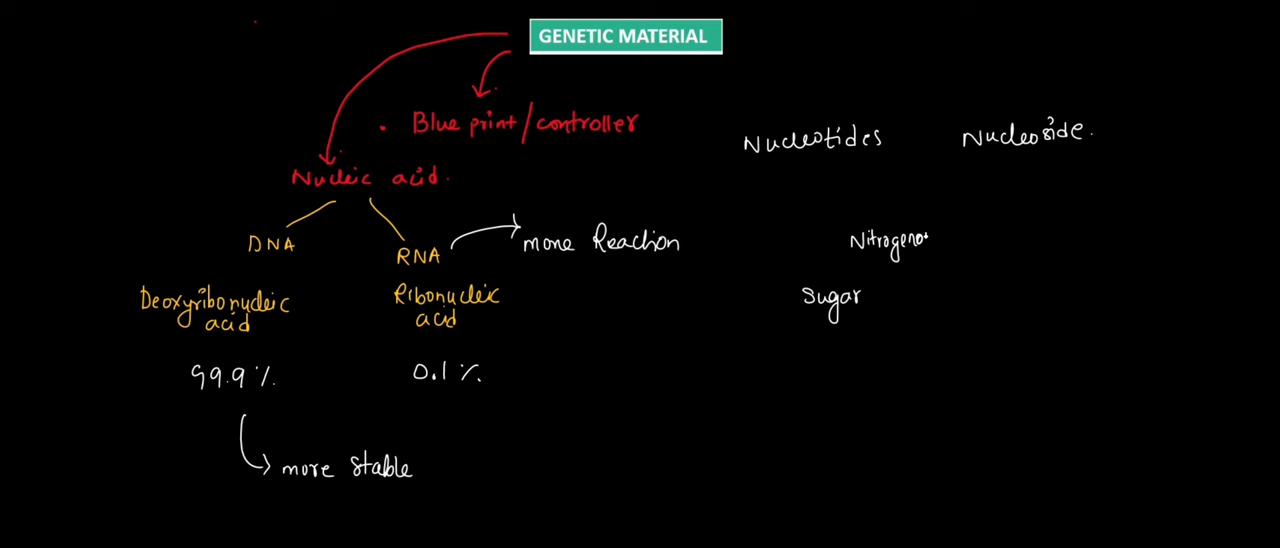 GENETIC MATERIAL
Blue print/controller
Nucleotides
Nucleoside.
Nucleic acid.
DNA
RNA
more Reaction
Deoxyribonucleic
acid
Ribonucleic
acid
Sugar
99.9%
0.1%
more stable